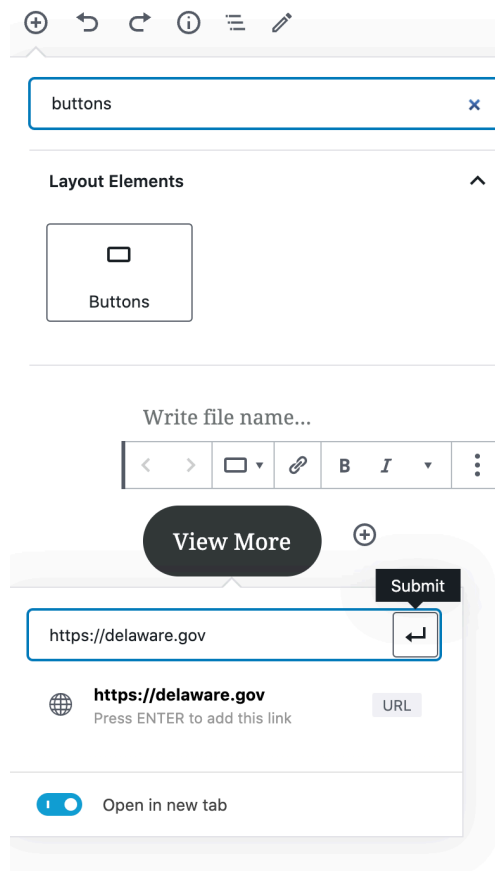 buttons
Layout Elements
Buttons
Write file name...
B I
View More
Submit
https://delaware.gov
https://delaware.gov
Press ENTER to add this link
URL
Open in new tab